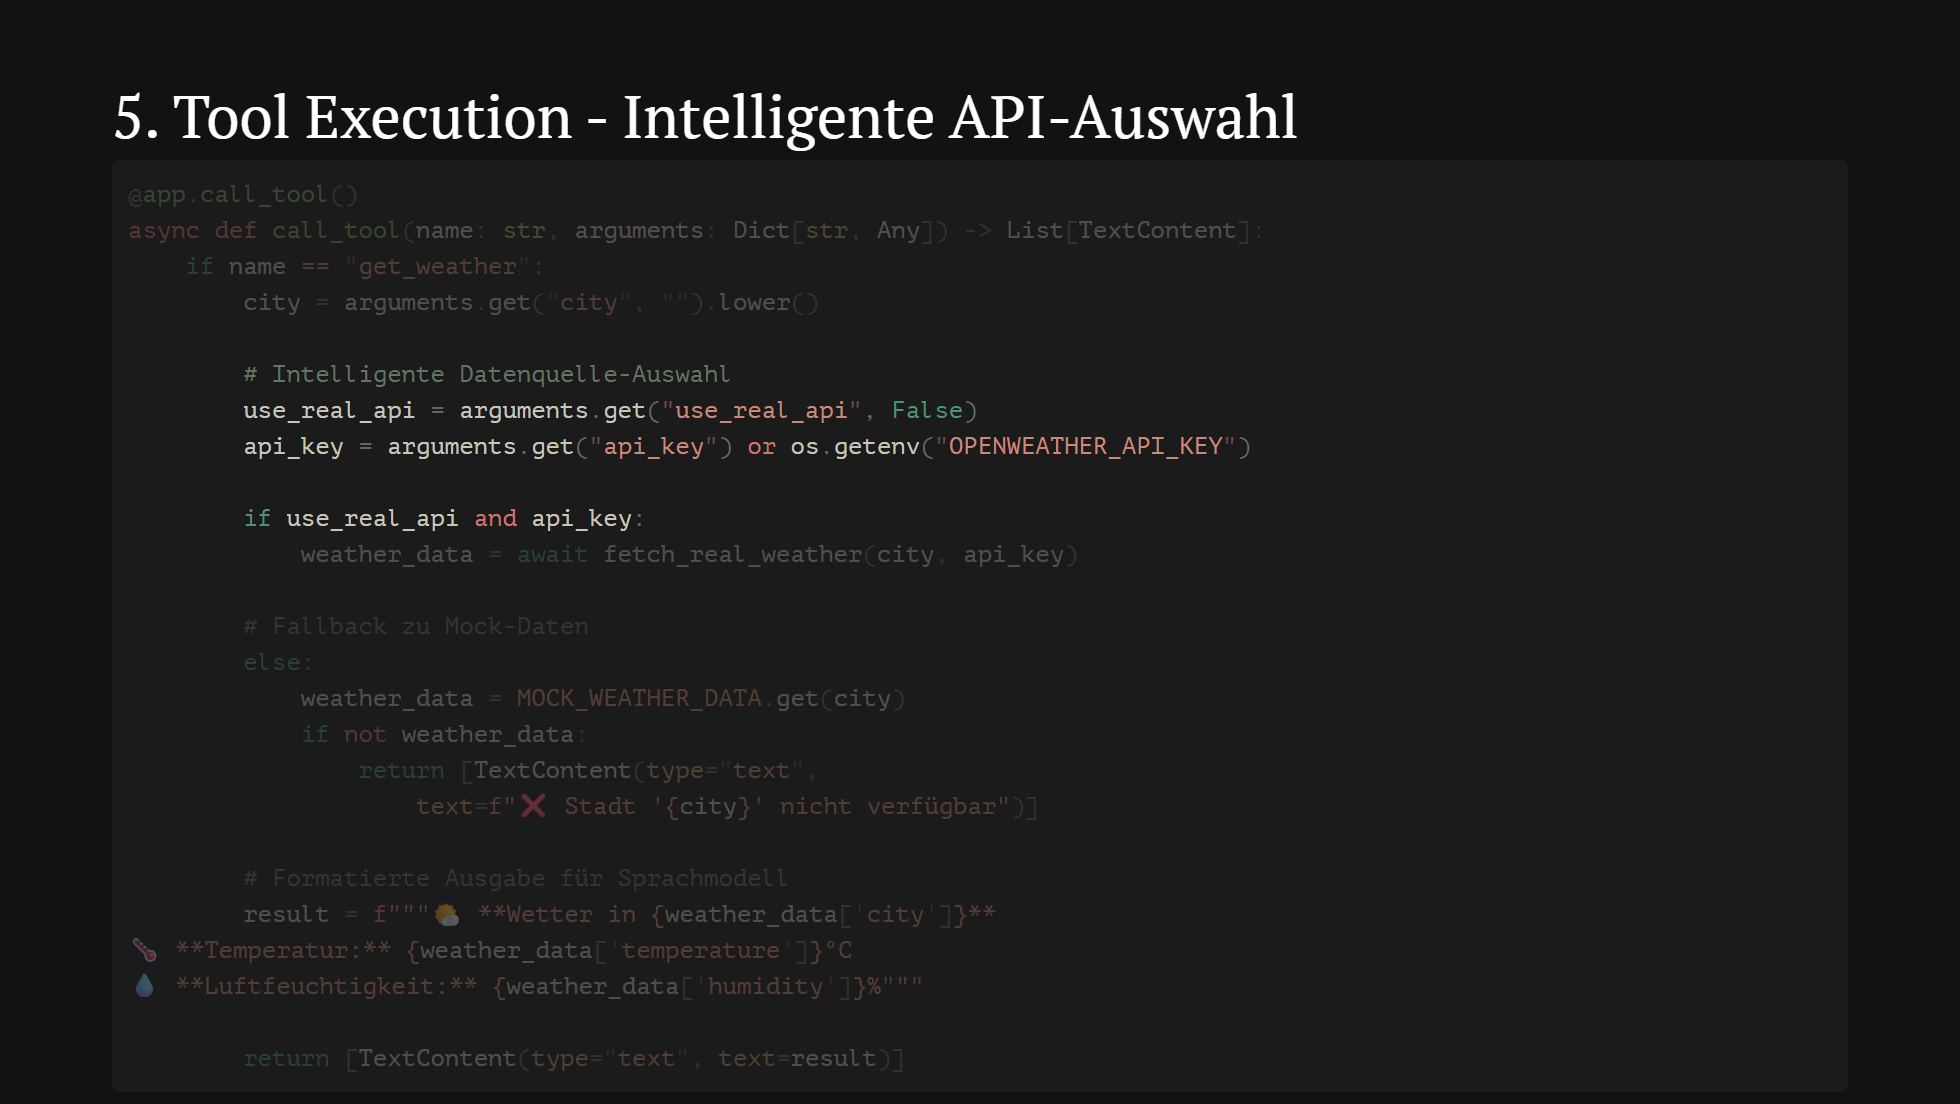 5. Tool Execution - Intelligente API-Auswahl
@app.call_tool()
async def call_tool(name: str, arguments: Dict[str, Any]) -> List[TextContent]:
    if name == "get_weather":
        city = arguments.get("city", "").lower()

        # Intelligente Datenquelle-Auswahl
        use_real_api = arguments.get("use_real_api", False)
        api_key = arguments.get("api_key") or os.getenv("OPENWEATHER_API_KEY")

        if use_real_api and api_key:
            weather_data = await fetch_real_weather(city, api_key)

        # Fallback zu Mock-Daten
        else:
            weather_data = MOCK_WEATHER_DATA.get(city)
            if not weather_data:
                return [TextContent(type="text",
                    text=f"❌ Stadt '{city}' nicht verfügbar")]

        # Formatierte Ausgabe für Sprachmodell
        result = f"""🌤️ **Wetter in {weather_data['city']}**
🌡️ **Temperatur:** {weather_data['temperature']}°C
💧 **Luftfeuchtigkeit:** {weather_data['humidity']}%"""

        return [TextContent(type="text", text=result)]